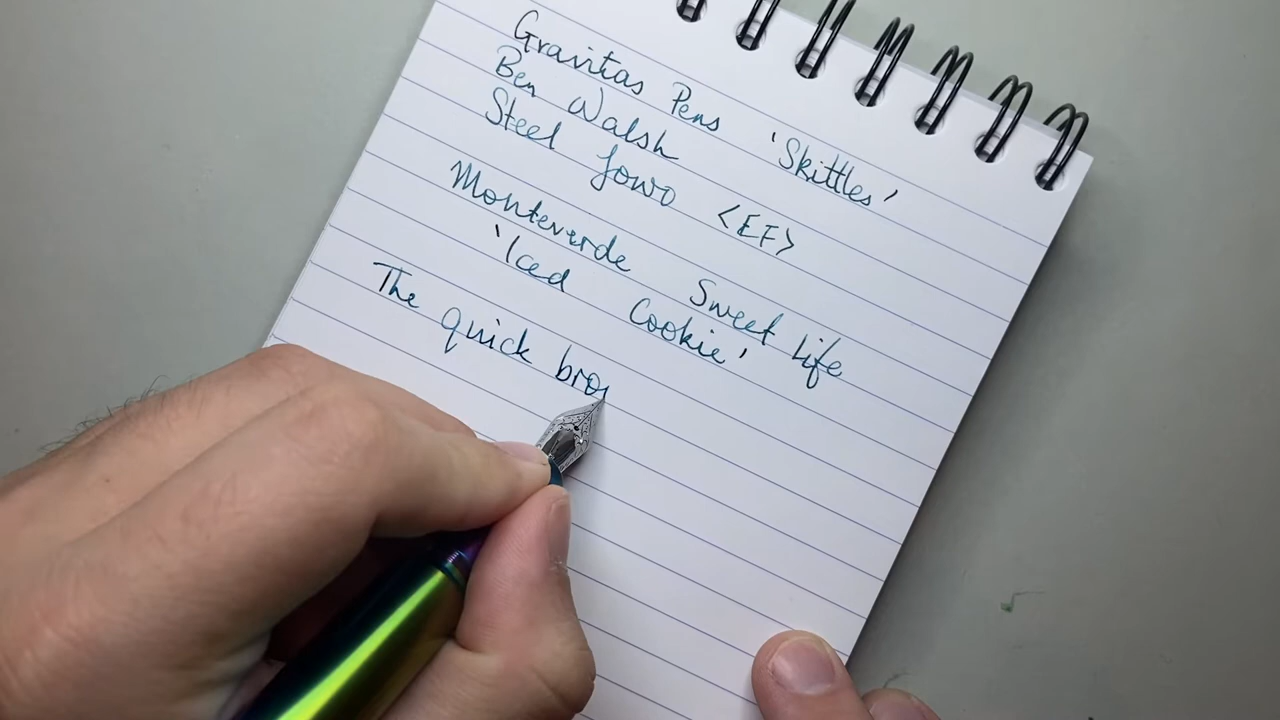 Gravitas Pens 'Skittles'
Ben Walsh
Steel Jowo <EF>
Monteverde Sweet Life
'Iced Cookie'
The quick bro